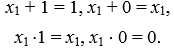 x₁ + 1 = 1, x₁ + 0 = x₁,
x₁ ·1 = x₁, x₁ · 0 = 0.